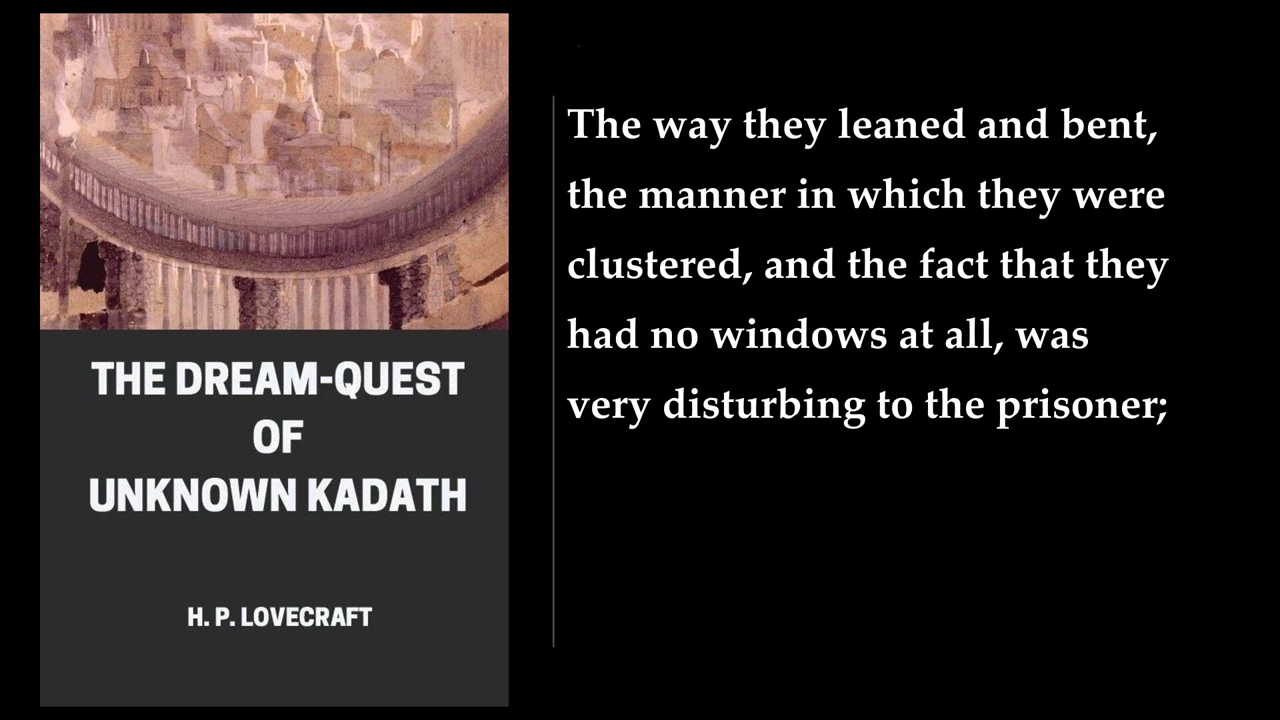 THE DREAM-QUEST
OF
UNKNOWN KADATH
H. P. LOVECRAFT
The way they leaned and bent,
the manner in which they were
clustered, and the fact that they
had no windows at all, was
very disturbing to the prisoner;